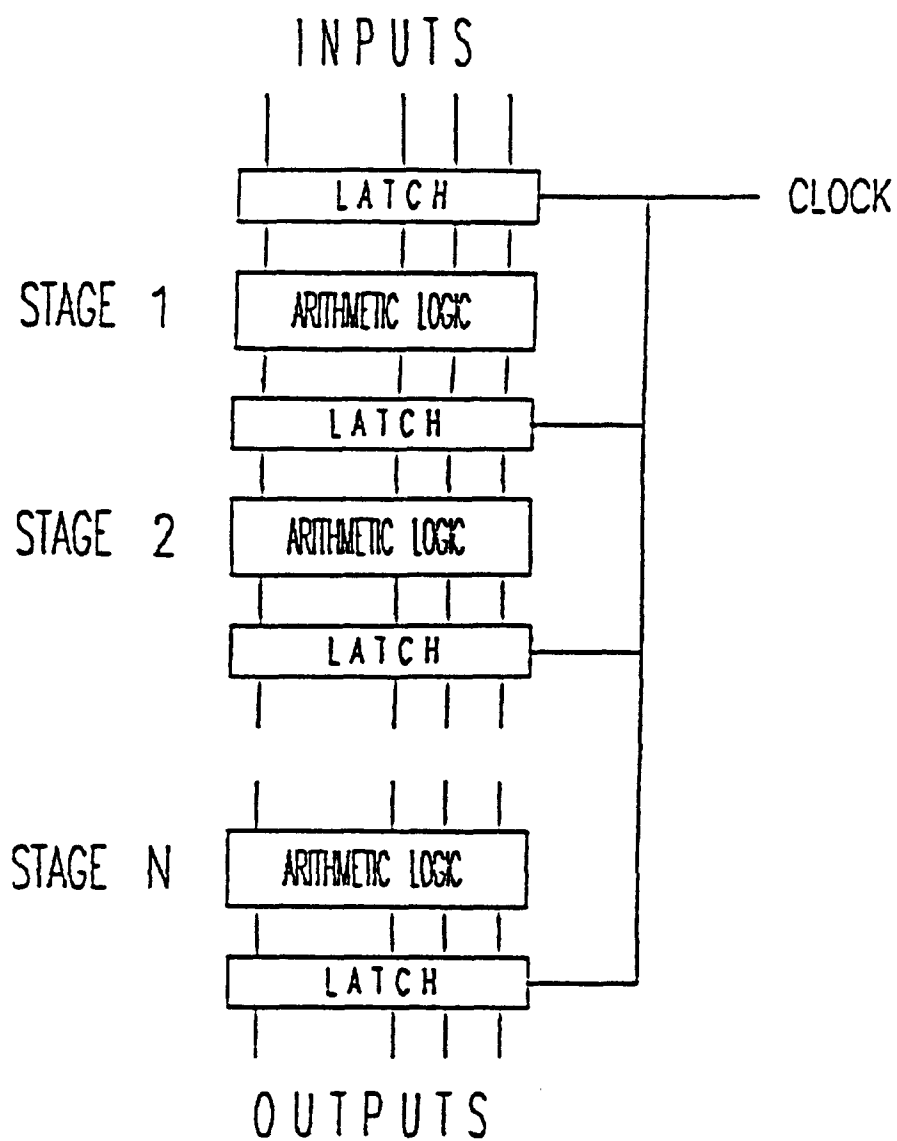 INPUTS
LATCH
CLOCK
STAGE 1
ARITHMETIC LOGIC
LATCH
STAGE 2
ARITHMETIC LOGIC
LATCH
STAGE N
ARITHMETIC LOGIC
LATCH
OUTPUTS